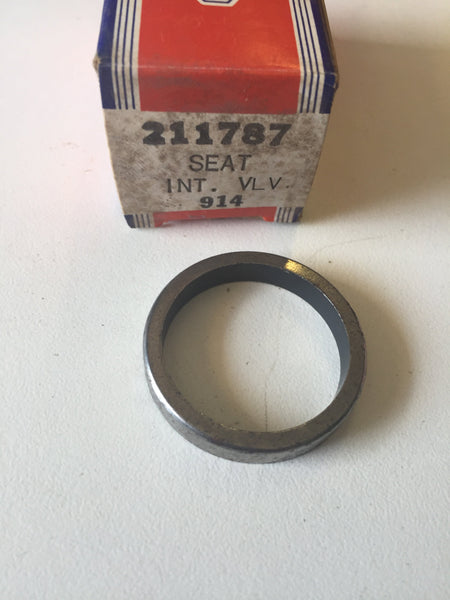 211787
SEAT
INT. VLV.
914